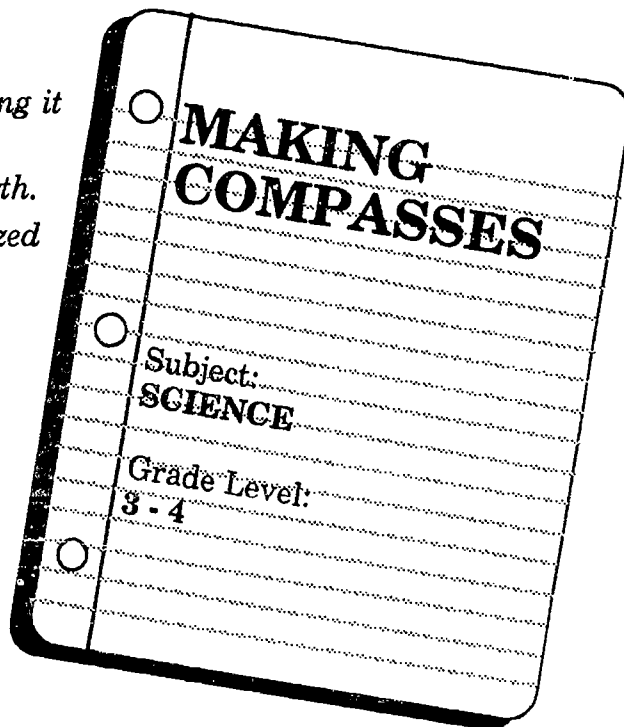 ng it
th.
zed
MAKING
COMPASSES
Subject:
SCIENCE
Grade Level:
3 - 4